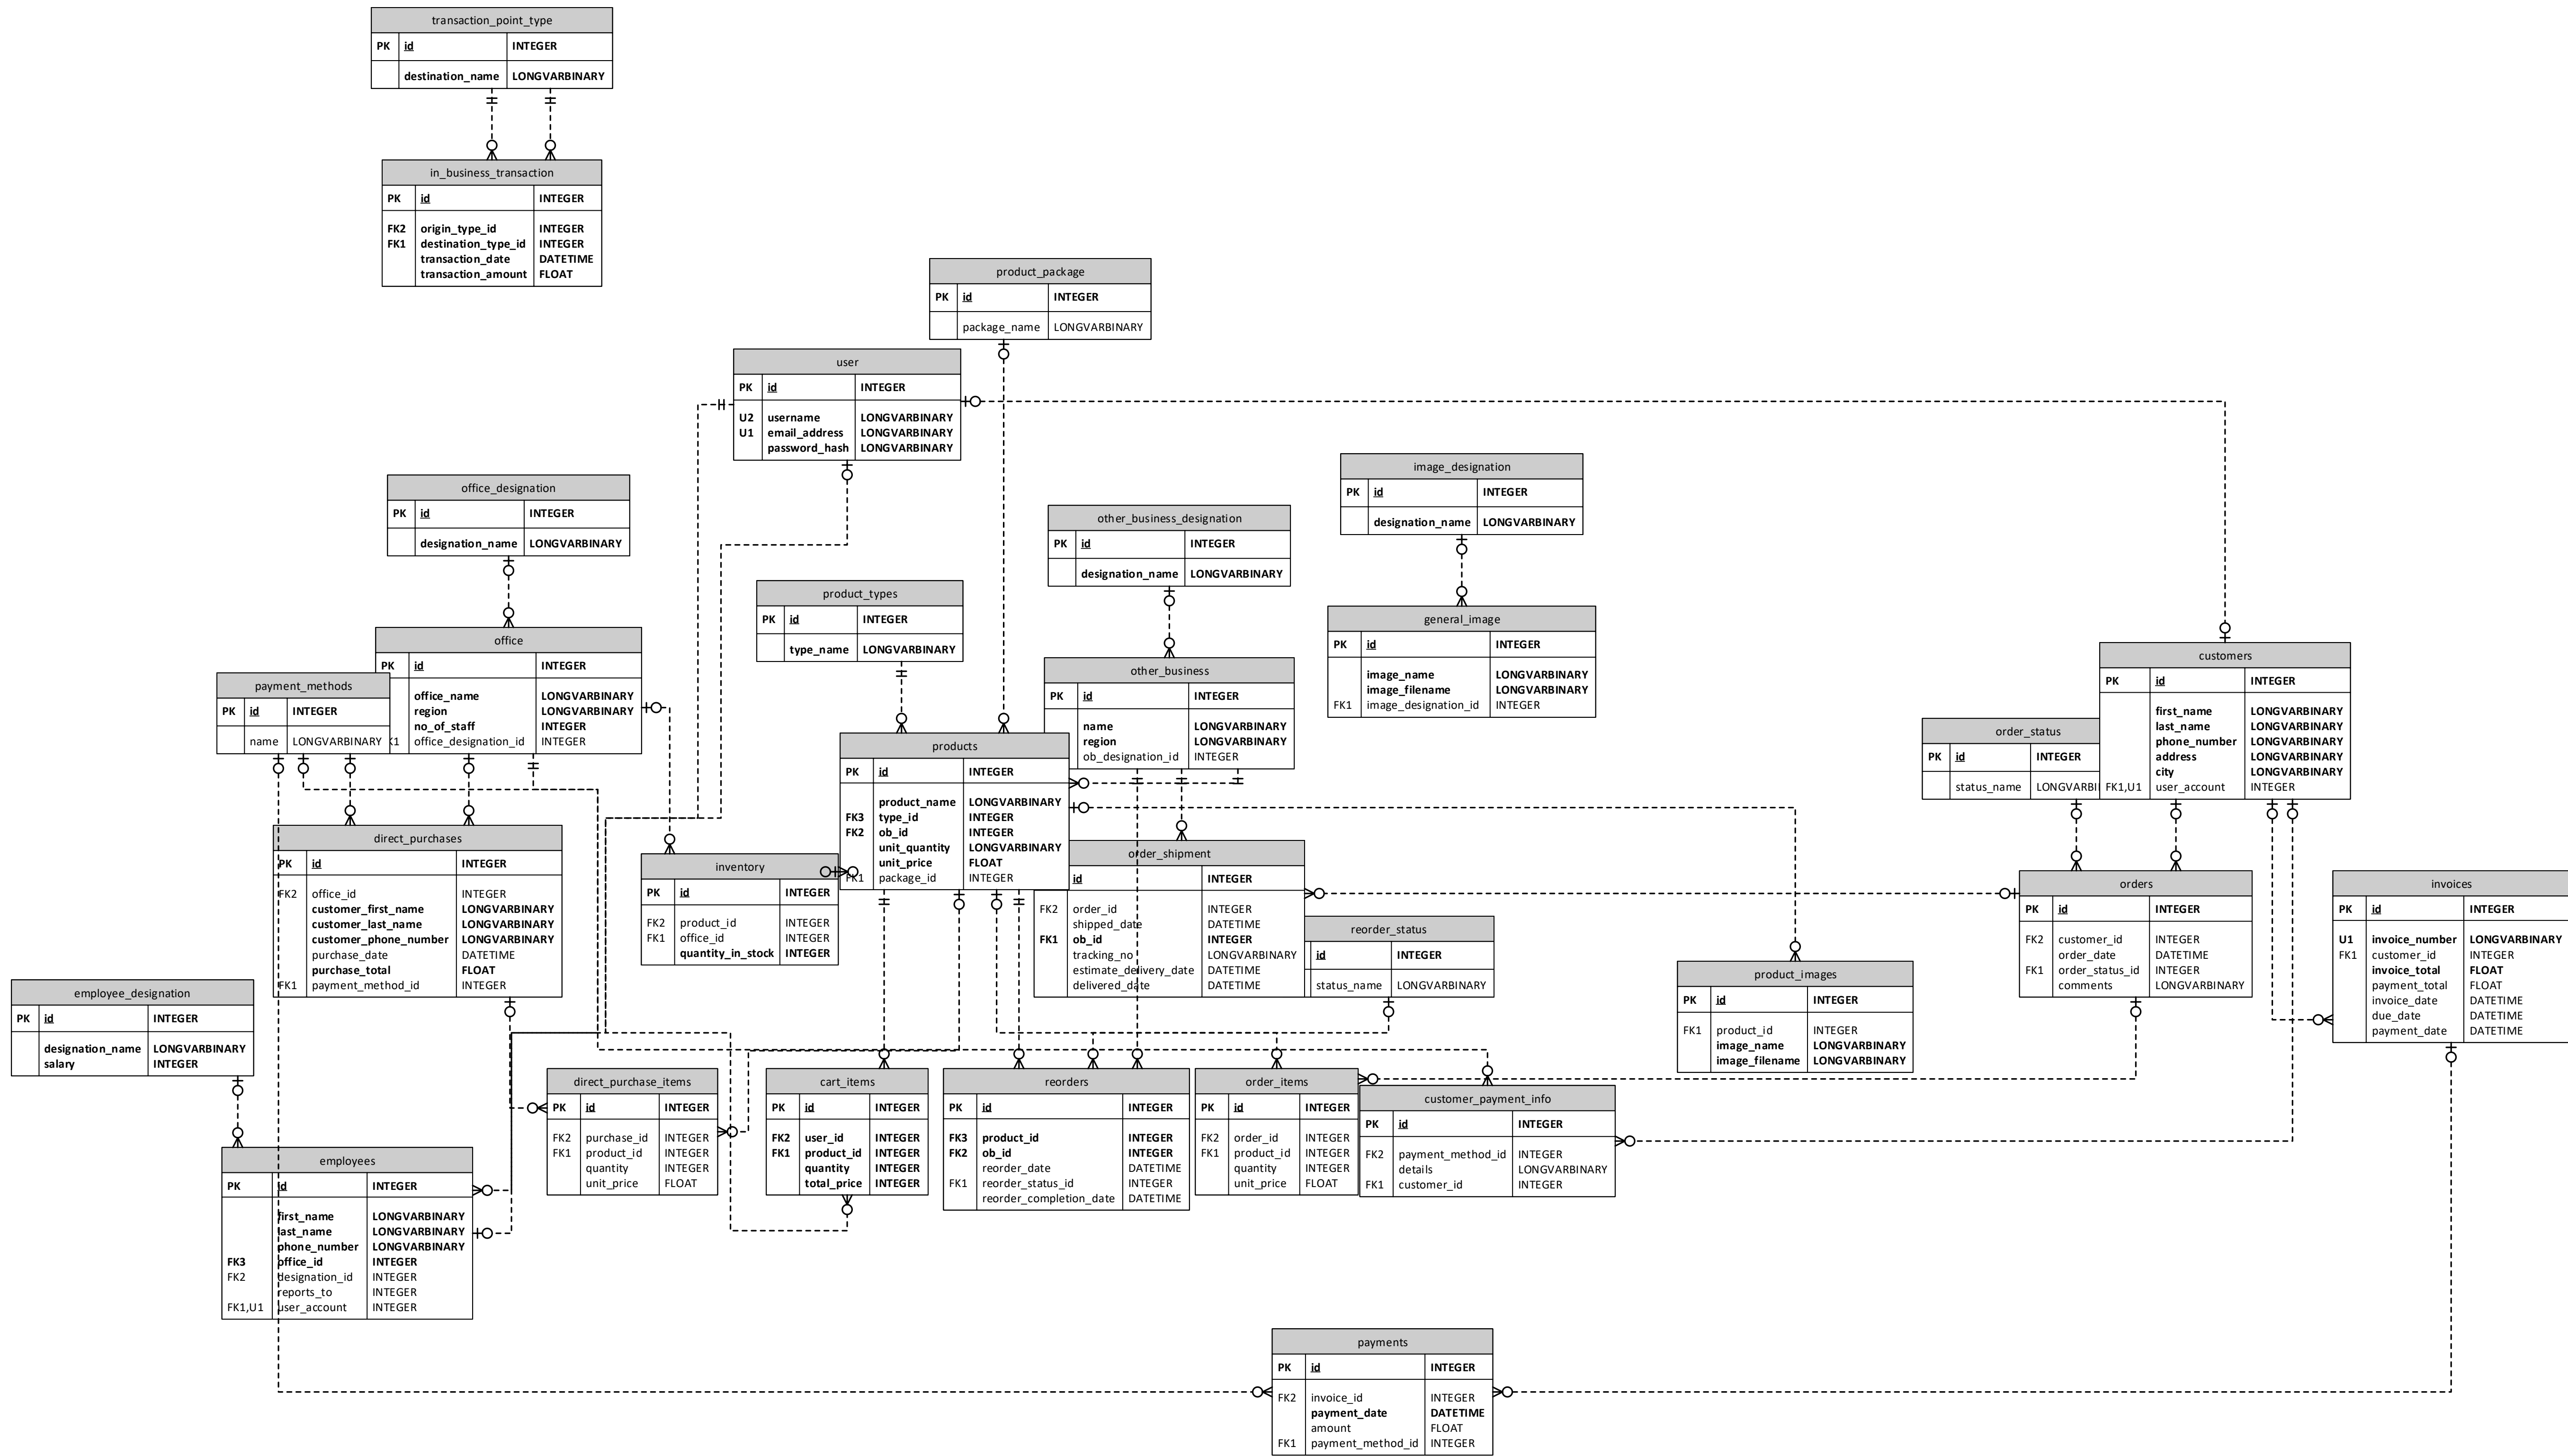 transaction_point_type
PK id INTEGER
destination_name LONGVARBINARY
in_business_transaction
PK id INTEGER
FK2 origin_type_id INTEGER
FK1 destination_type_id INTEGER
transaction_date DATETIME
transaction_amount FLOAT
product_package
PK id INTEGER
package_name LONGVARBINARY
user
PK id INTEGER
U2 username LONGVARBINARY
U1 email_address LONGVARBINARY
password_hash LONGVARBINARY
office_designation
PK id INTEGER
designation_name LONGVARBINARY
image_designation
PK id INTEGER
designation_name LONGVARBINARY
other_business_designation
PK id INTEGER
designation_name LONGVARBINARY
product_types
PK id INTEGER
type_name LONGVARBINARY
general_image
PK id INTEGER
image_name LONGVARBINARY
image_filename LONGVARBINARY
FK1 image_designation_id INTEGER
office
PK id INTEGER
office_name LONGVARBINARY
region LONGVARBINARY
no_of_staff INTEGER
K1 office_designation_id INTEGER
payment_methods
PK id INTEGER
name LONGVARBINARY
other_business
PK id INTEGER
name LONGVARBINARY
region LONGVARBINARY
ob_designation_id INTEGER
customers
PK id INTEGER
first_name LONGVARBINARY
last_name LONGVARBINARY
phone_number LONGVARBINARY
address LONGVARBINARY
city LONGVARBINARY
FK1,U1 user_account INTEGER
order_status
PK id INTEGER
status_name LONGVARBI
products
PK id INTEGER
product_name LONGVARBINARY
FK3 type_id INTEGER
FK2 ob_id INTEGER
unit_quantity LONGVARBINARY
unit_price FLOAT
FK1 package_id INTEGER
direct_purchases
PK id INTEGER
FK2 office_id INTEGER
customer_first_name LONGVARBINARY
customer_last_name LONGVARBINARY
customer_phone_number LONGVARBINARY
purchase_date DATETIME
purchase_total FLOAT
FK1 payment_method_id INTEGER
inventory
PK id INTEGER
FK2 product_id INTEGER
FK1 office_id INTEGER
quantity_in_stock INTEGER
order_shipment
id INTEGER
FK2 order_id INTEGER
shipped_date DATETIME
FK1 ob_id INTEGER
tracking_no LONGVARBINARY
estimate_delivery_date DATETIME
delivered_date DATETIME
reorder_status
id INTEGER
status_name LONGVARBINARY
orders
PK id INTEGER
FK2 customer_id INTEGER
order_date DATETIME
FK1 order_status_id INTEGER
comments LONGVARBINARY
invoices
PK id INTEGER
U1 invoice_number LONGVARBINARY
FK1 customer_id INTEGER
invoice_total FLOAT
payment_total FLOAT
invoice_date DATETIME
due_date DATETIME
payment_date DATETIME
product_images
PK id INTEGER
FK1 product_id INTEGER
image_name LONGVARBINARY
image_filename LONGVARBINARY
employee_designation
PK id INTEGER
designation_name LONGVARBINARY
salary INTEGER
direct_purchase_items
PK id INTEGER
FK2 purchase_id INTEGER
FK1 product_id INTEGER
quantity INTEGER
unit_price FLOAT
cart_items
PK id INTEGER
FK2 user_id INTEGER
FK1 product_id INTEGER
quantity INTEGER
total_price INTEGER
reorders
PK id INTEGER
FK3 product_id INTEGER
FK2 ob_id INTEGER
reorder_date DATETIME
FK1 reorder_status_id INTEGER
reorder_completion_date DATETIME
order_items
PK id INTEGER
FK2 order_id INTEGER
FK1 product_id INTEGER
quantity INTEGER
unit_price FLOAT
customer_payment_info
PK id INTEGER
FK2 payment_method_id INTEGER
details LONGVARBINARY
FK1 customer_id INTEGER
employees
PK id INTEGER
first_name LONGVARBINARY
last_name LONGVARBINARY
phone_number LONGVARBINARY
FK3 office_id INTEGER
FK2 designation_id INTEGER
reports_to INTEGER
FK1,U1 user_account INTEGER
payments
PK id INTEGER
FK2 invoice_id INTEGER
payment_date DATETIME
amount FLOAT
FK1 payment_method_id INTEGER